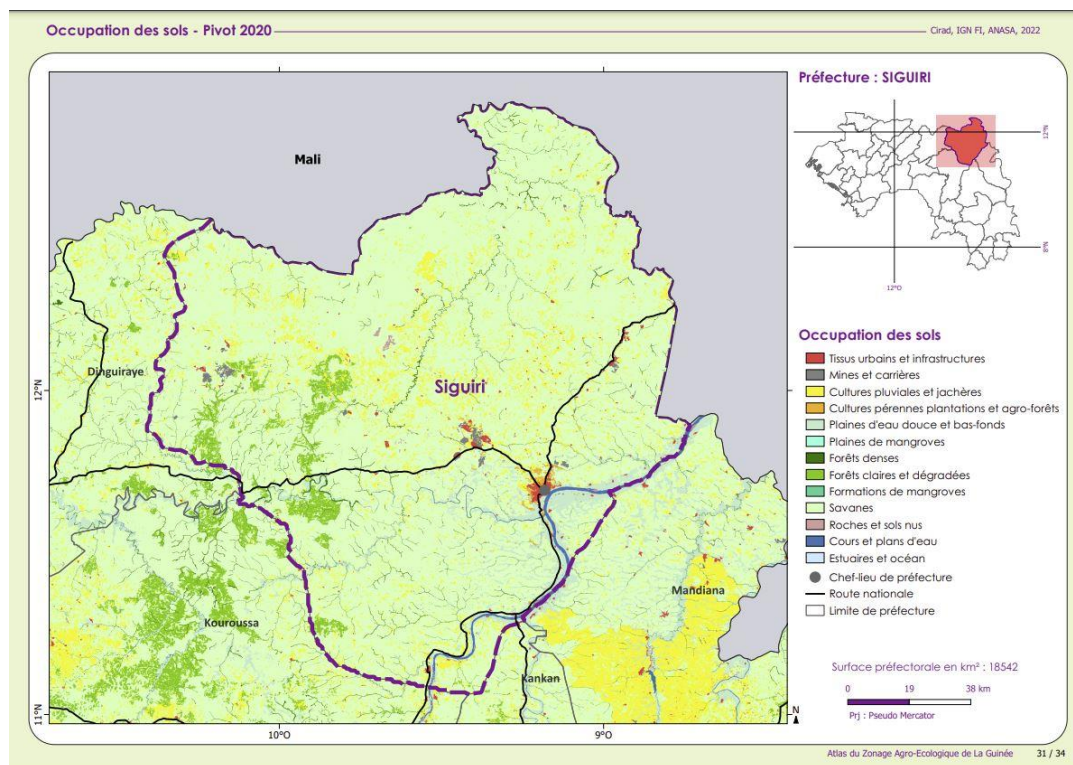 Occupation des sols - Pivot 2020
Cirad, IGN FI, ANASA, 2022
Préfecture : SIGUIRI
12°N
8°N
12°O
Mali
Dinguiraye
Siguiri
Kouroussa
Mandiana
Kankan
12°N
11°N
10°O
9°O
Occupation des sols
Tissus urbains et infrastructures
Mines et carrières
Cultures pluviales et jachères
Cultures pérennes plantations et agro-forêts
Plaines d'eau douce et bas-fonds
Plaines de mangroves
Forêts denses
Forêts claires et dégradées
Formations de mangroves
Savanes
Roches et sols nus
Cours et plans d'eau
Estuaires et océan
Chef-lieu de préfecture
Route nationale
Limite de préfecture
Surface préfectorale en km² : 18542
0 19 38 km
Prj : Pseudo Mercator
N
Atlas du Zonage Agro-Ecologique de La Guinée 31 / 34